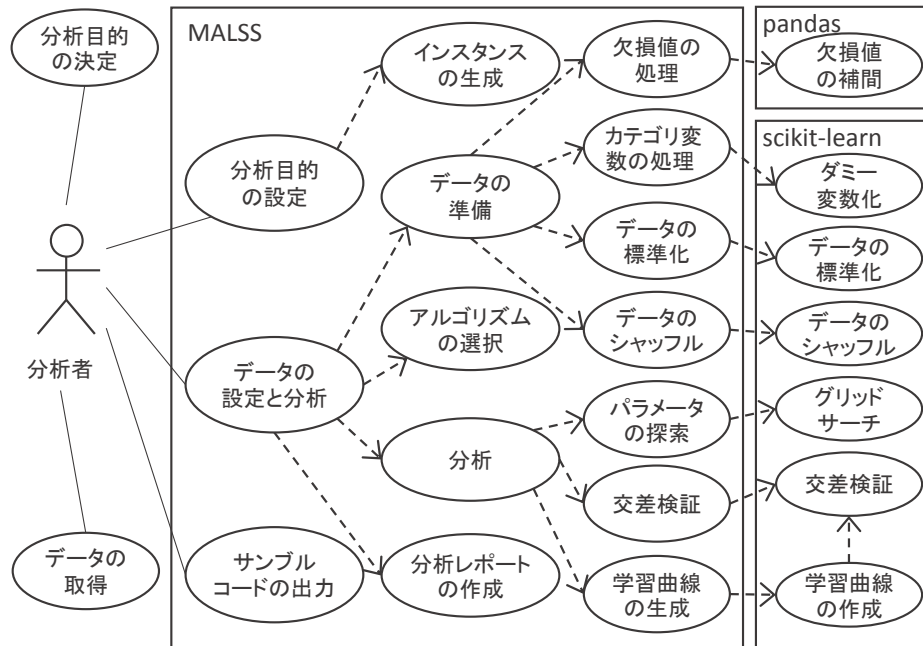 分析目的
の決定
分析者
データの
取得
MALSS
分析目的
の設定
データの
設定と分析
サンプル
コードの出力
インスタンス
の生成
データの
準備
アルゴリズム
の選択
分析
分析レポート
の作成
欠損値
の処理
カテゴリ変
数の処理
データの
標準化
データの
シャッフル
パラメータ
の探索
交差検証
学習曲線
の生成
pandas
欠損値
の補間
scikit-learn
ダミー
変数化
データの
標準化
データの
シャッフル
グリッド
サーチ
交差検証
学習曲線
の作成